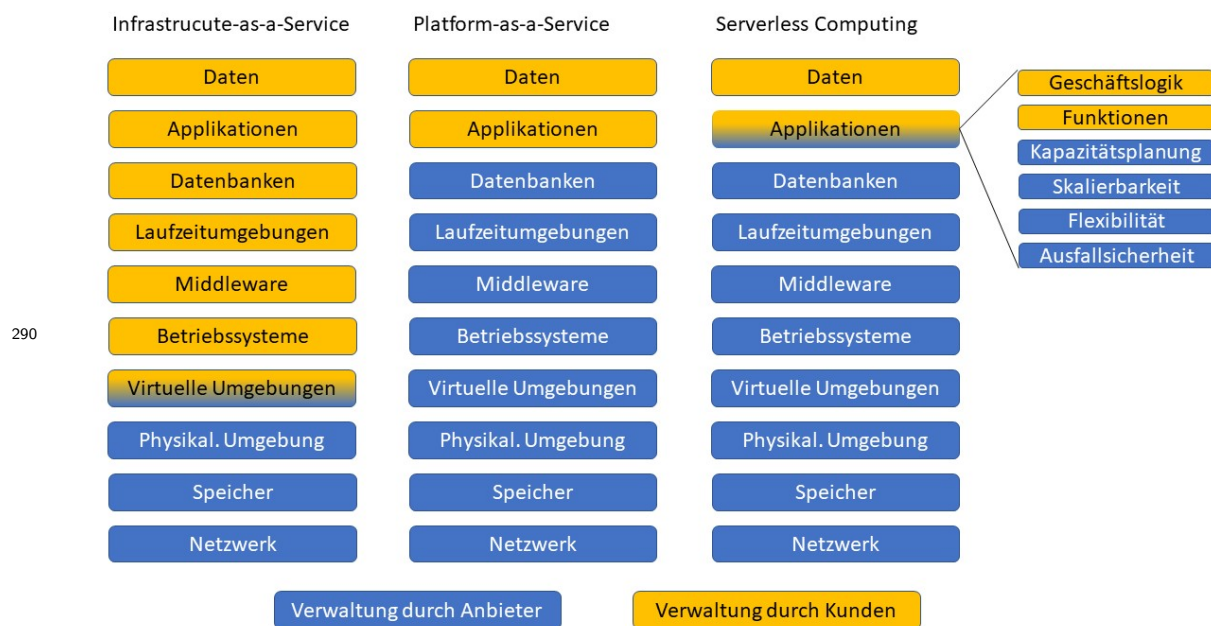 Infrastrucute-as-a-Service
Daten
Applikationen
Datenbanken
Laufzeitumgebungen
Middleware
Betriebssysteme
Virtuelle Umgebungen
Physikal. Umgebung
Speicher
Netzwerk
Platform-as-a-Service
Daten
Applikationen
Datenbanken
Laufzeitumgebungen
Middleware
Betriebssysteme
Virtuelle Umgebungen
Physikal. Umgebung
Speicher
Netzwerk
Serverless Computing
Daten
Applikationen
Datenbanken
Laufzeitumgebungen
Middleware
Betriebssysteme
Virtuelle Umgebungen
Physikal. Umgebung
Speicher
Netzwerk
Geschäftslogik
Funktionen
Kapazitätsplanung
Skalierbarkeit
Flexibilität
Ausfallsicherheit
290
Verwaltung durch Anbieter
Verwaltung durch Kunden